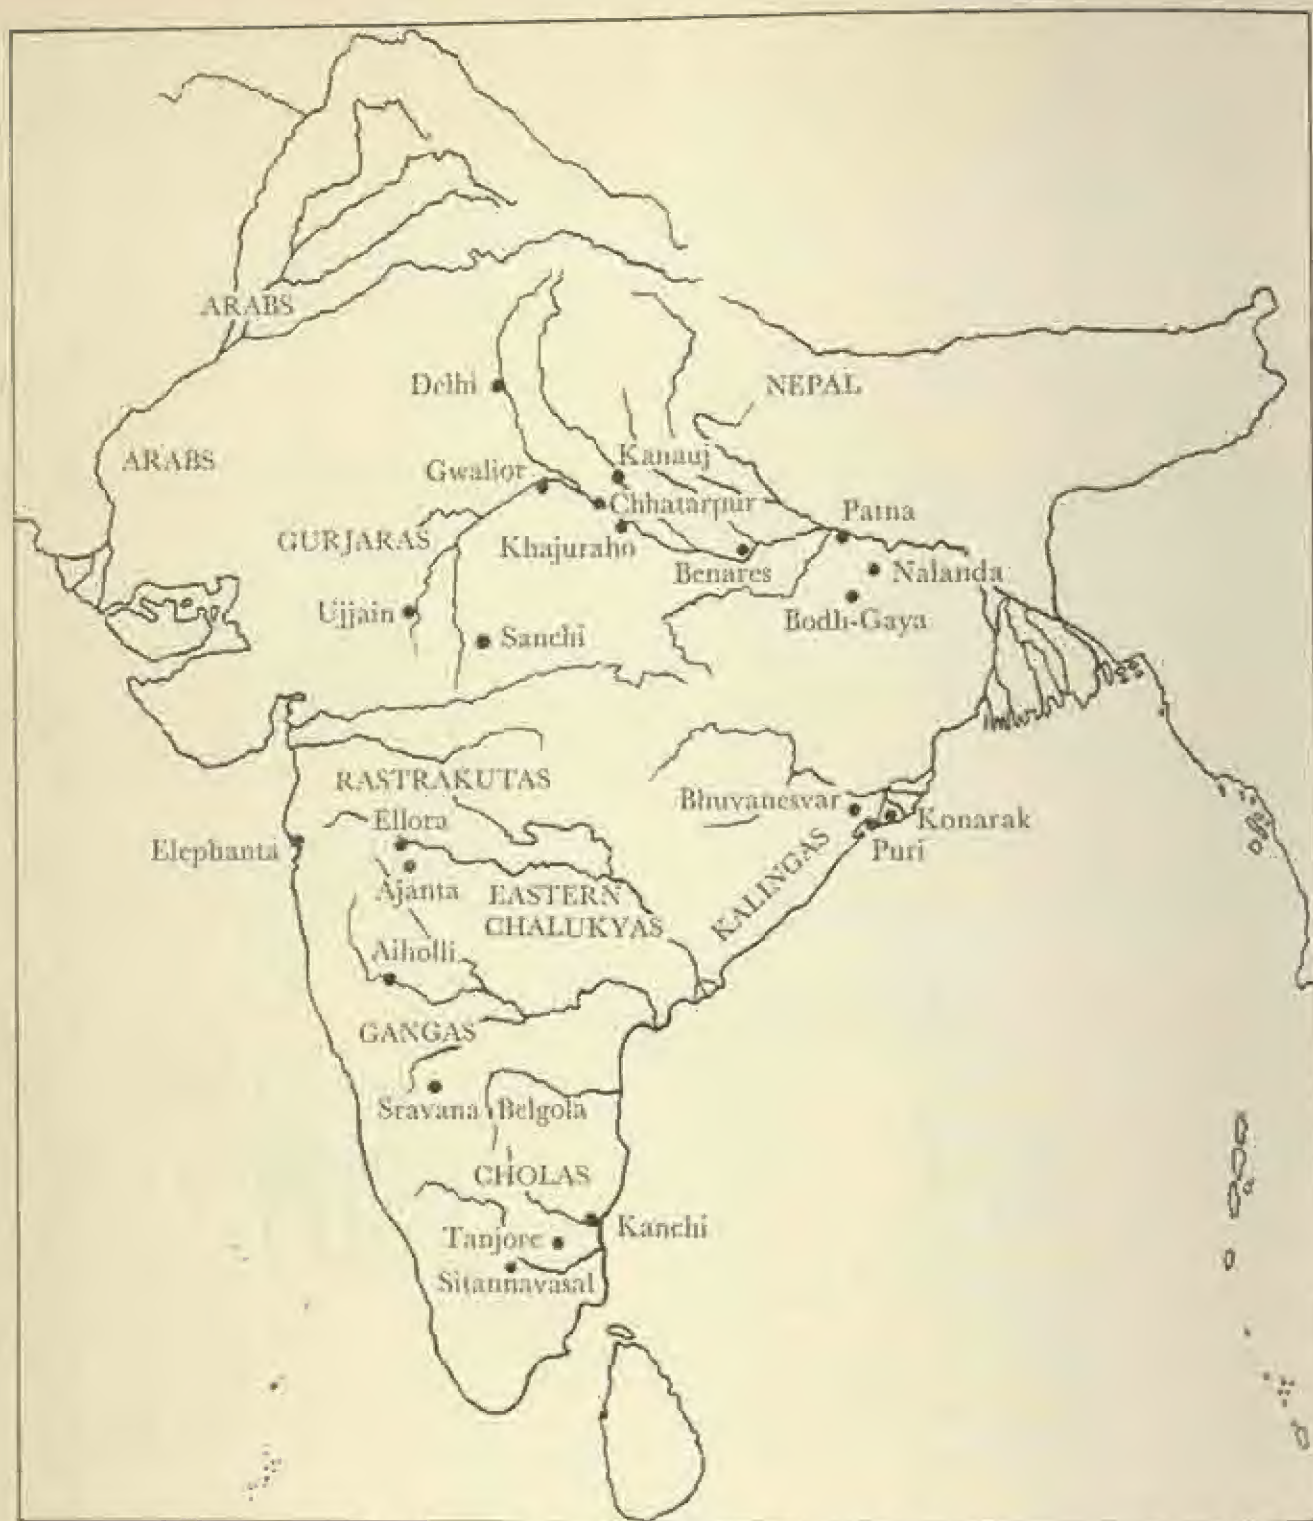 ARABS
Delhi
NEPAL
ARABS
Kanauj
Gwalior
Chhatarpur
Patna
GURJARAS
Khajuraho
Benares
Nalanda
Ujjain
Bodh-Gaya
Sanchi
RASTRAKUTAS
Bhuvanesvar
Ellora
Konarak
Elephanta
Puri
Ajanta
EASTERN
CHALUKYAS
KALINGAS
Aiholli
GANGAS
Sravana Belgola
CHOLAS
Kanchi
Tanjore
Sitannavasal